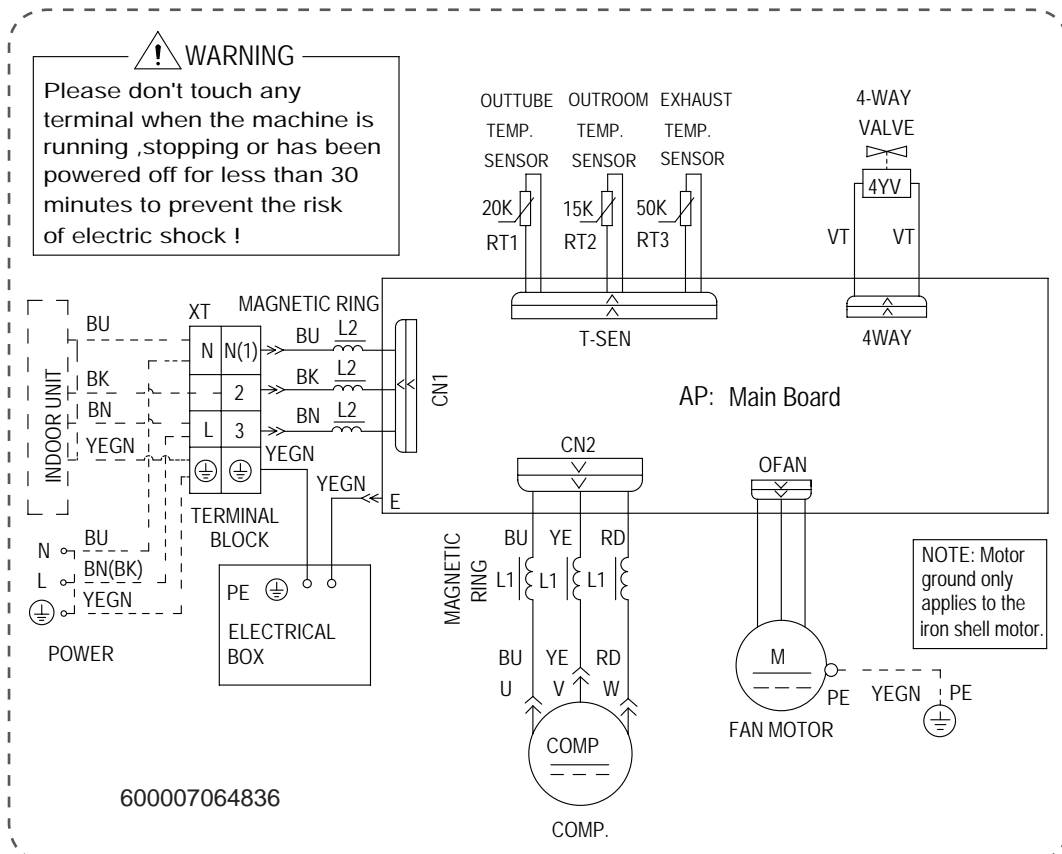 WARNING
Please don't touch any
terminal when the machine is
running ,stopping or has been
powered off for less than 30
minutes to prevent the risk
of electric shock !
OUTTUBE OUTROOM EXHAUST
TEMP. TEMP. TEMP.
SENSOR SENSOR SENSOR
20K 15K 50K
RT1 RT2 RT3
4-WAY
VALVE
4YV
VT VT
T-SEN
4WAY
INDOOR UNIT
BU
BK
BN
YEGN
XT
MAGNETIC RING
N N(1) BU L2
2 BK L2
L 3 BN L2
YEGN
CN1
AP: Main Board
YEGN
E
TERMINAL
BLOCK
N BU
L BN(BK)
YEGN
POWER
PE
ELECTRICAL
BOX
CN2
MAGNETIC
RING
BU YE RD
L1 L1 L1
BU YE RD
U V W
COMP
COMP.
OFAN
M
FAN MOTOR
PE YEGN PE
NOTE: Motor
ground only
applies to the
iron shell motor.
600007064836